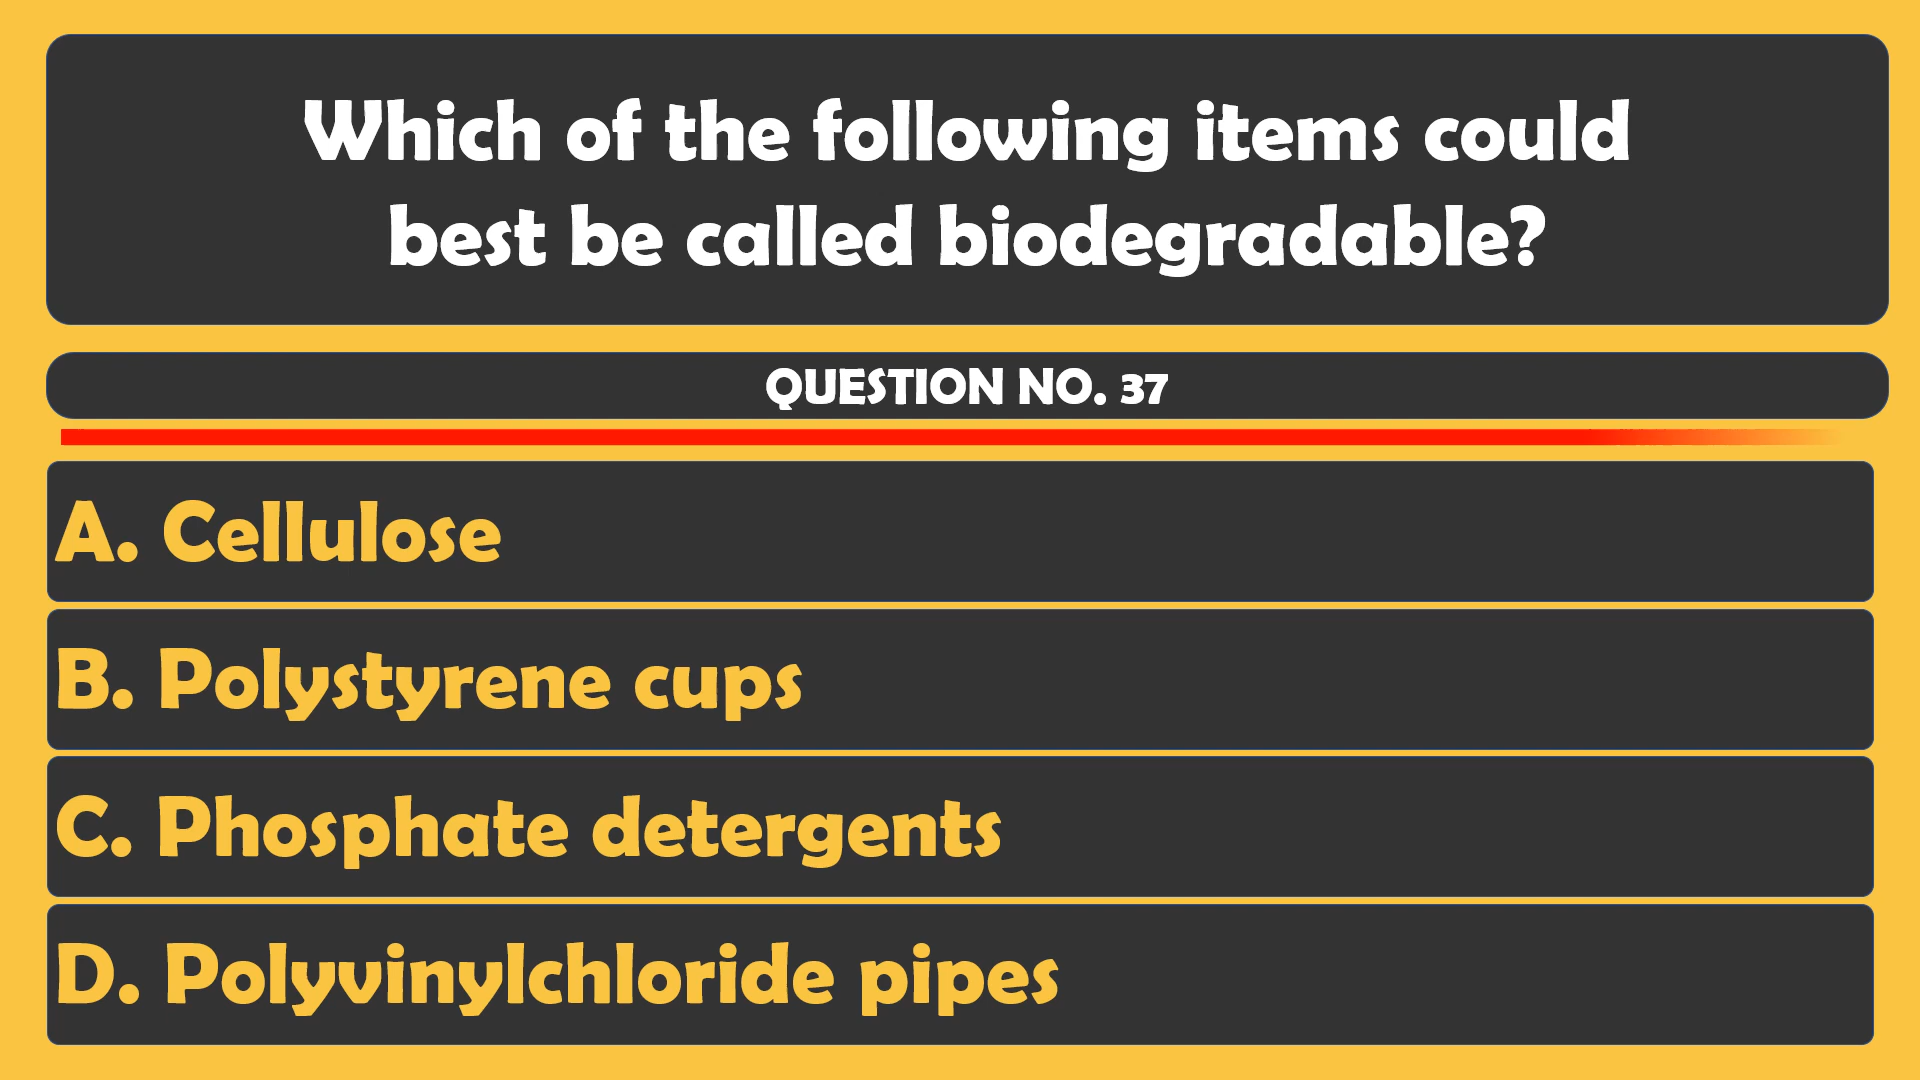 Which of the following items could
best be called biodegradable?
QUESTION NO. 37
A. Cellulose
B. Polystyrene cups
C. Phosphate detergents
D. Polyvinylchloride pipes